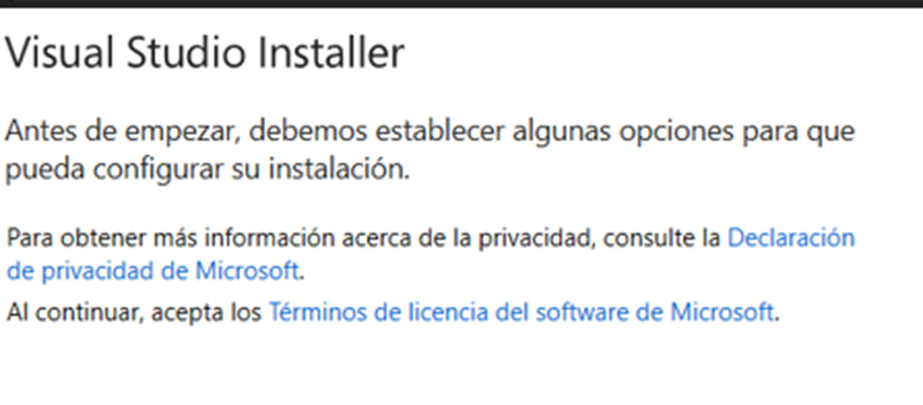 Visual Studio Installer
Antes de empezar, debemos establecer algunas opciones para que
pueda configurar su instalación.
Para obtener más información acerca de la privacidad, consulte la Declaración
de privacidad de Microsoft.
Al continuar, acepta los Términos de licencia del software de Microsoft.